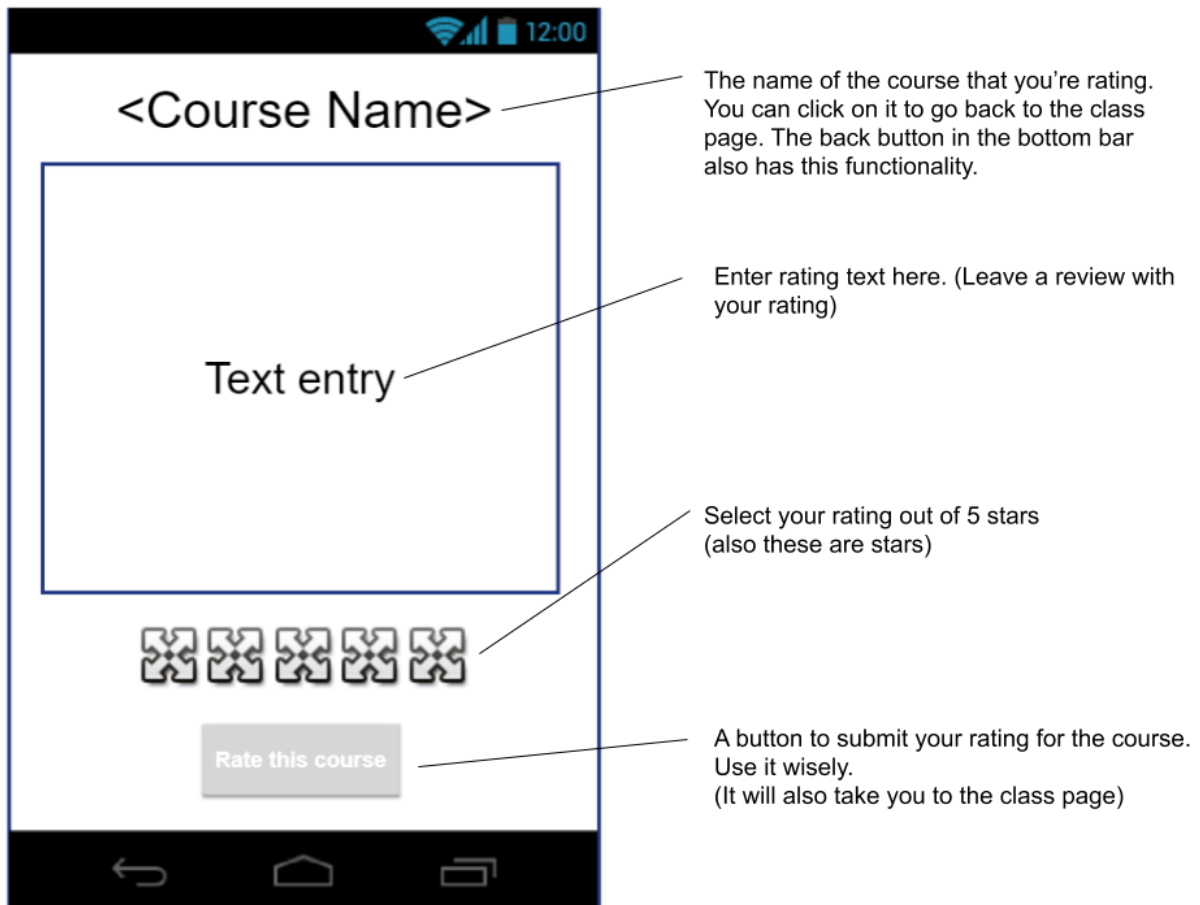 12:00
<Course Name>
The name of the course that you’re rating.
You can click on it to go back to the class
page. The back button in the bottom bar
also has this functionality.
Enter rating text here. (Leave a review with
your rating)
Text entry
Select your rating out of 5 stars
(also these are stars)
Rate this course
A button to submit your rating for the course.
Use it wisely.
(It will also take you to the class page)